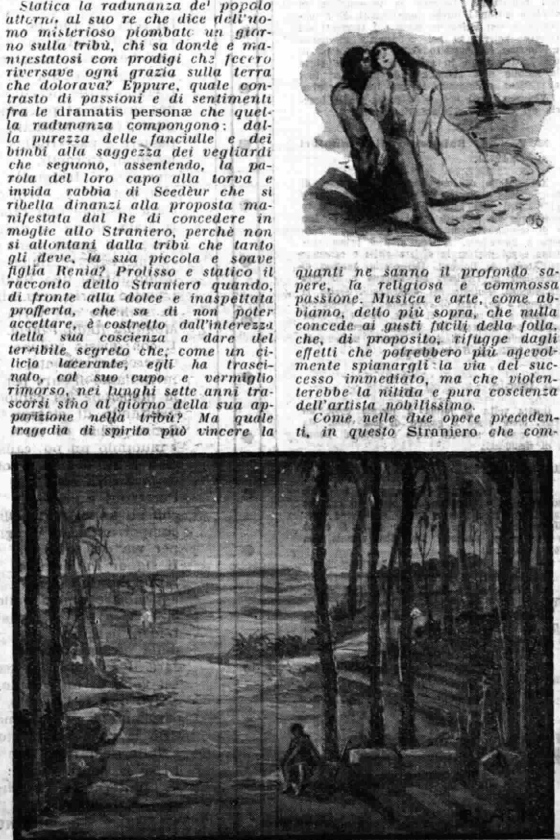 Statica la radunanza del popolo
attorno al suo re che dice dell'uo-
mo misterioso piombato un gior-
no sulla tribù, chi sa donde e ma-
nifestatosi con prodigi che fecero
riversare ogni grazia sulla terra
che dolorava? Eppure, quale con-
trasto di passioni e di sentimenti
fra le dramatis personæ che quel-
la radunanza compongono: dal-
la purezza delle fanciulle e dei
bimbi alla saggezza dei vegliardi
che seguono, assentendo, la pa-
rola del loro capo alla torva e
invida rabbia di Scedèur che si
ribella dinanzi alla proposta ma-
nifestata dal Re di concedere in
moglie allo Straniero, perchè non
si allontani dalla tribù che tanto
gli deve, la sua piccola e soave
figlia Renia? Prolisso e statico il
racconto dello Straniero quando,
di fronte alla dolce e inaspettata
profferta, che sa di non poter
accettare, è costretto dall'interezza
della sua coscienza a dare del
terribile segreto che, come un ci-
licio lacerante, egli ha trasci-
nato, col suo cupo e vermiglio
rimorso, nei lunghi sette anni tra-
scorsi sino al giorno della sua ap-
parizione nella tribù? Ma quale
tragedia di spirito può vincere la
quanti ne sanno il profondo sa-
pere, la religiosa e commossa
passione. Musica e arte, come ab-
biamo, detto più sopra, che nulla
concede ai gusti facili della folla,
che, di proposito, rifugge dagli
effetti che potrebbero più agevol-
mente spianargli la via del suc-
cesso immediato, ma che violen-
terebbe la nitida e pura coscienza
dell'artista nobilissimo.
Come nelle due opere preceden-
ti, in questo Straniero che com-